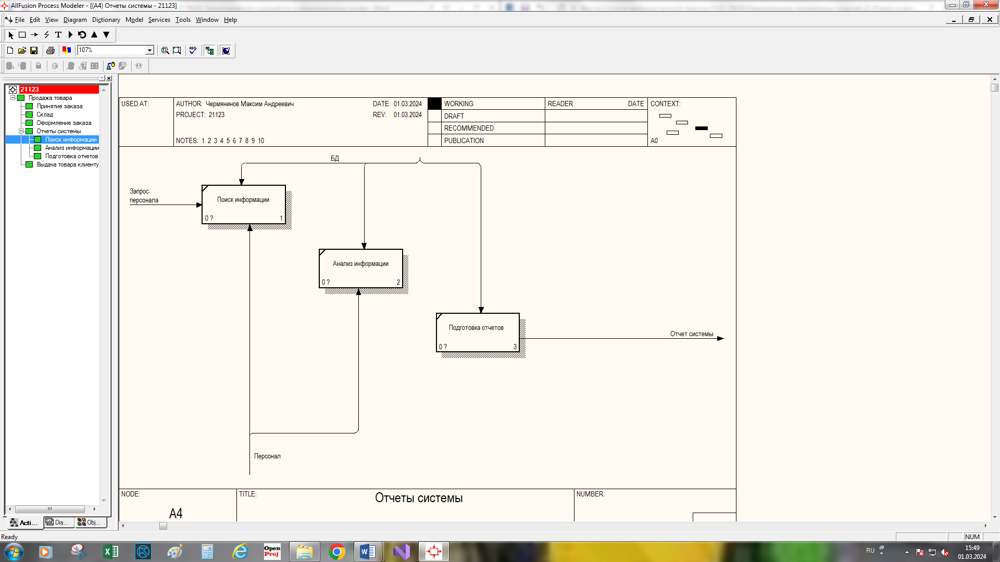 AllFusion Process Modeler - [(A4) Отчеты системы - 21123]
File Edit View Diagram Dictionary Model Services Tools Window Help
107%
ABC
21123
Продажа товара
Принятие заказа
Склад
Оформление заказа
Отчеты системы
Поиск информации
Анализ информации
Подготовка отчетов
Выдача товара клиенту
Acti... Dia... Obj...
USED AT:
AUTHOR: Чермянинов Максим Андреевич
DATE: 01.03.2024
PROJECT: 21123
REV: 01.03.2024
NOTES: 1 2 3 4 5 6 7 8 9 10
WORKING
DRAFT
RECOMMENDED
PUBLICATION
READER DATE
CONTEXT:
A0
БД
Запрос
персонала
Поиск информации
0 ? 1
Анализ информации
0 ? 2
Подготовка отчетов
0 ? 3
Отчет системы
Персонал
NODE:
A4
TITLE:
Отчеты системы
NUMBER:
Ready
NUM
Open
Proj
RU
15:49
01.03.2024